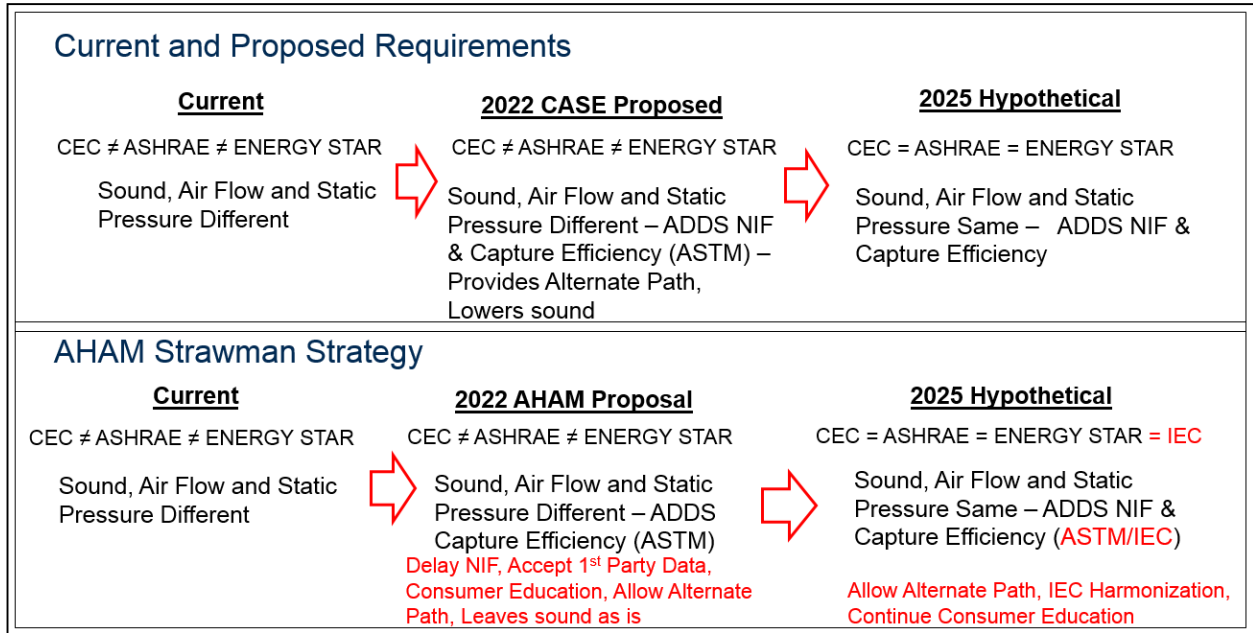 Current and Proposed Requirements
Current
CEC ≠ ASHRAE ≠ ENERGY STAR
Sound, Air Flow and Static
Pressure Different
2022 CASE Proposed
CEC ≠ ASHRAE ≠ ENERGY STAR
Sound, Air Flow and Static
Pressure Different – ADDS NIF
& Capture Efficiency (ASTM) –
Provides Alternate Path,
Lowers sound
2025 Hypothetical
CEC = ASHRAE = ENERGY STAR
Sound, Air Flow and Static
Pressure Same – ADDS NIF &
Capture Efficiency
AHAM Strawman Strategy
Current
CEC ≠ ASHRAE ≠ ENERGY STAR
Sound, Air Flow and Static
Pressure Different
2022 AHAM Proposal
CEC ≠ ASHRAE ≠ ENERGY STAR
Sound, Air Flow and Static
Pressure Different – ADDS
Capture Efficiency (ASTM)
Delay NIF, Accept 1st Party Data,
Consumer Education, Allow Alternate
Path, Leaves sound as is
2025 Hypothetical
CEC = ASHRAE = ENERGY STAR = IEC
Sound, Air Flow and Static
Pressure Same – ADDS NIF &
Capture Efficiency (ASTM/IEC)
Allow Alternate Path, IEC Harmonization,
Continue Consumer Education